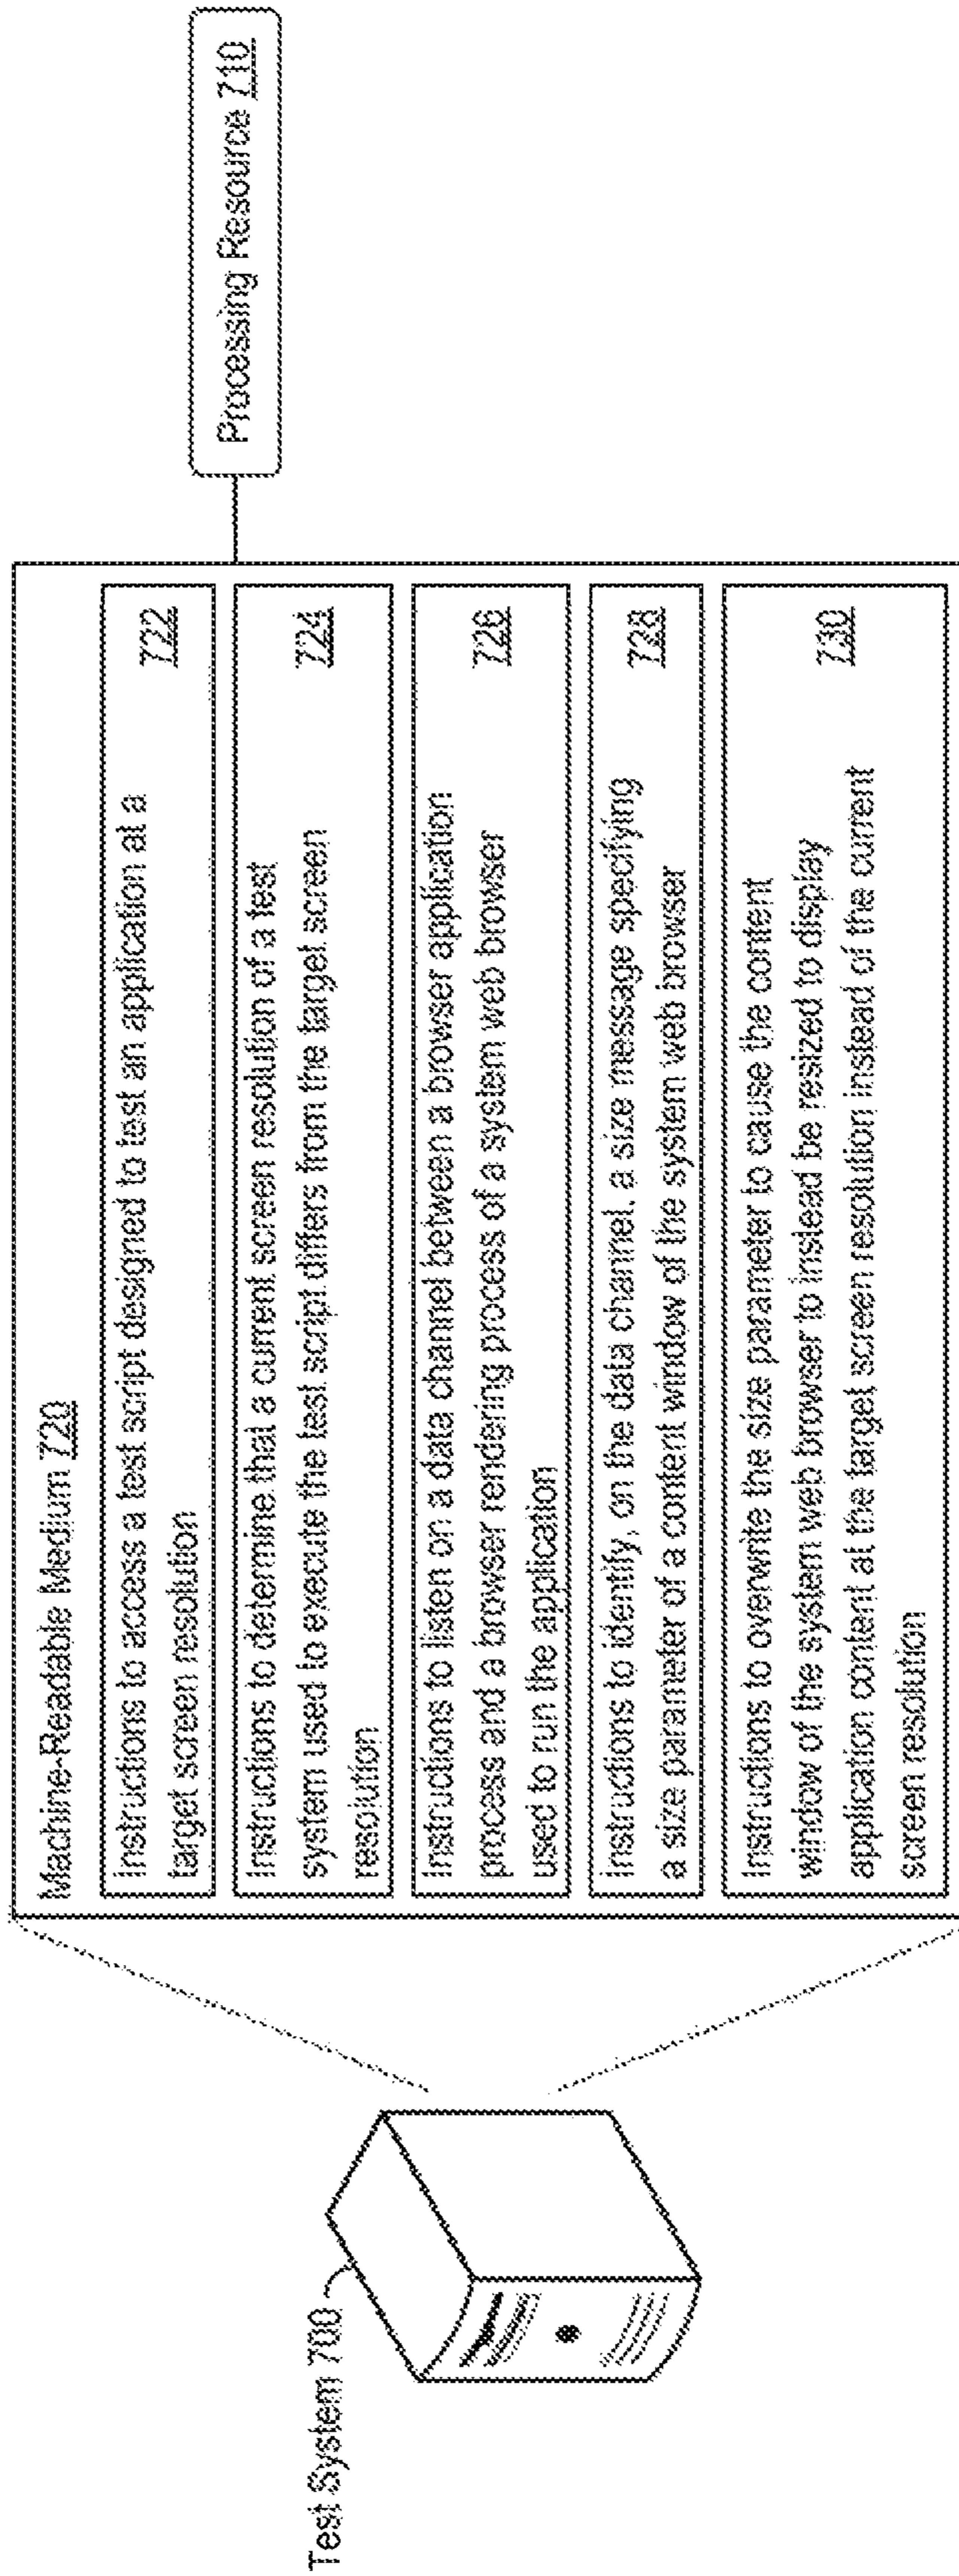 Test System 700
Machine-Readable Medium 720
Instructions to access a test script designed to test an application at a
target screen resolution
722
Instructions to determine that a current screen resolution of a test
system used to execute the test script differs from the target screen
resolution
724
Instructions to listen on a data channel between a browser application
process and a browser rendering process of a system web browser
used to run the application
726
Instructions to identify, on the data channel, a size message specifying
a size parameter of a content window of the system web browser
728
Instructions to overwrite the size parameter to cause the content
window of the system web browser to instead be resized to display
application content at the target screen resolution instead of the current
screen resolution
730
Processing Resource 710